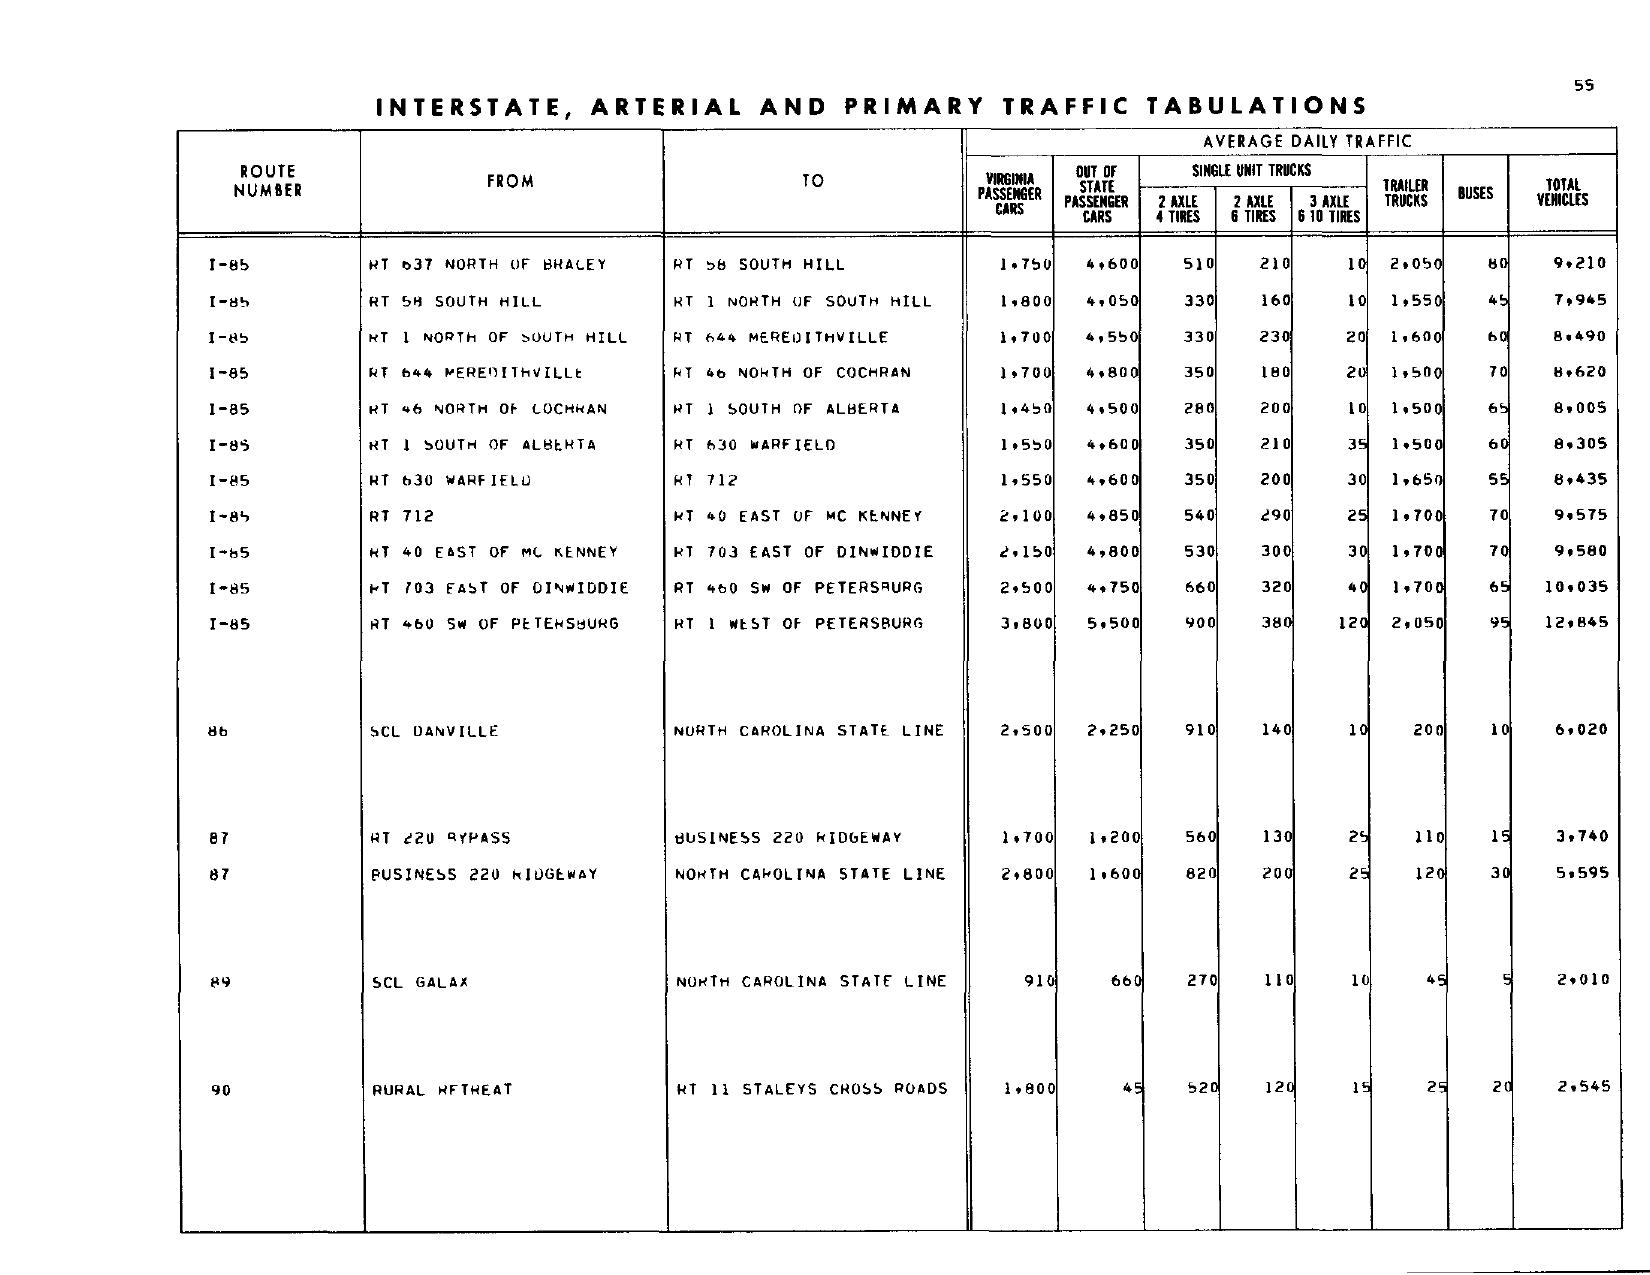 55
INTERSTATE, ARTERIAL AND PRIMARY TRAFFIC TABULATIONS
AVERAGE DAILY TRAFFIC
ROUTE NUMBER FROM TO VIRGINIA PASSENGER CARS OUT OF STATE PASSENGER CARS SINGLE UNIT TRUCKS 2 AXLE 4 TIRES 2 AXLE 6 TIRES 3 AXLE 6 10 TIRES TRAILER TRUCKS BUSES TOTAL VEHICLES
I-85 RT 637 NORTH OF BRACEY RT 58 SOUTH HILL 1,750 4,600 510 210 10 2,050 80 9,210
I-85 RT 58 SOUTH HILL RT 1 NORTH OF SOUTH HILL 1,800 4,050 330 160 10 1,550 45 7,945
I-85 RT 1 NORTH OF SOUTH HILL RT 644 MEREDITHVILLE 1,700 4,550 330 230 20 1,600 60 8,490
I-85 RT 644 MEREDITHVILLE RT 46 NORTH OF COCHRAN 1,700 4,800 350 180 20 1,500 70 8,620
I-85 RT 46 NORTH OF COCHRAN RT 1 SOUTH OF ALBERTA 1,450 4,500 280 200 10 1,500 65 8,005
I-85 RT 1 SOUTH OF ALBERTA RT 630 WARFIELD 1,550 4,600 350 210 35 1,500 60 8,305
I-85 RT 630 WARFIELD RT 712 1,550 4,600 350 200 30 1,650 55 8,435
I-85 RT 712 RT 40 EAST OF MC KENNEY 2,100 4,850 540 290 25 1,700 70 9,575
I-85 RT 40 EAST OF MC KENNEY RT 703 EAST OF DINWIDDIE 2,150 4,800 530 300 30 1,700 70 9,580
I-85 RT 703 EAST OF DINWIDDIE RT 460 SW OF PETERSBURG 2,500 4,750 660 320 40 1,700 65 10,035
I-85 RT 460 SW OF PETERSBURG RT 1 WEST OF PETERSBURG 3,800 5,500 900 380 120 2,050 95 12,845
86 SCL DANVILLE NORTH CAROLINA STATE LINE 2,500 2,250 910 140 10 200 10 6,020
87 RT 220 BYPASS BUSINESS 220 RIDGEWAY 1,700 1,200 560 130 25 110 15 3,740
87 BUSINESS 220 RIDGEWAY NORTH CAROLINA STATE LINE 2,800 1,600 820 200 25 120 30 5,595
89 SCL GALAX NORTH CAROLINA STATE LINE 910 660 270 110 10 45 5 2,010
90 RURAL RETREAT RT 11 STALEYS CROSS ROADS 1,800 45 520 120 15 25 20 2,545